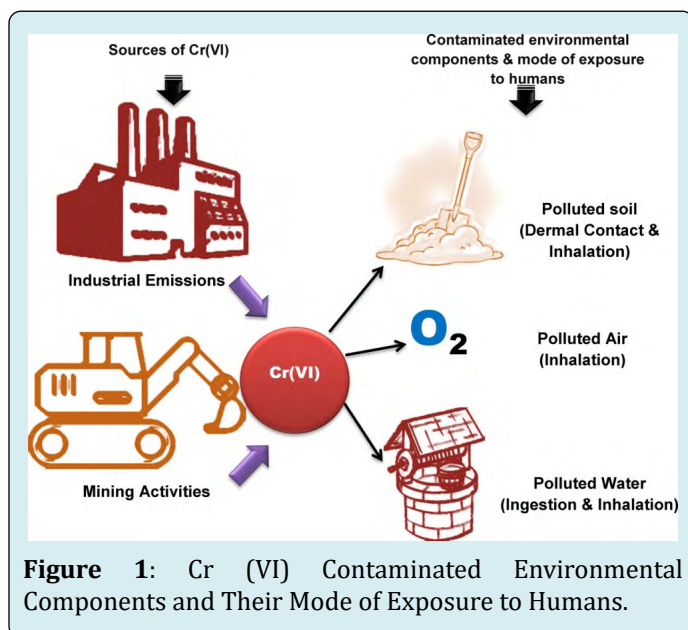 Sources of Cr(VI)
Contaminated environmental
components & mode of exposure
to humans
Industrial Emissions
Polluted soil
(Dermal Contact &
Inhalation)
Cr(VI)
O2
Polluted Air
(Inhalation)
Mining Activities
Polluted Water
(Ingestion & Inhalation)
Figure 1: Cr (VI) Contaminated Environmental
Components and Their Mode of Exposure to Humans.